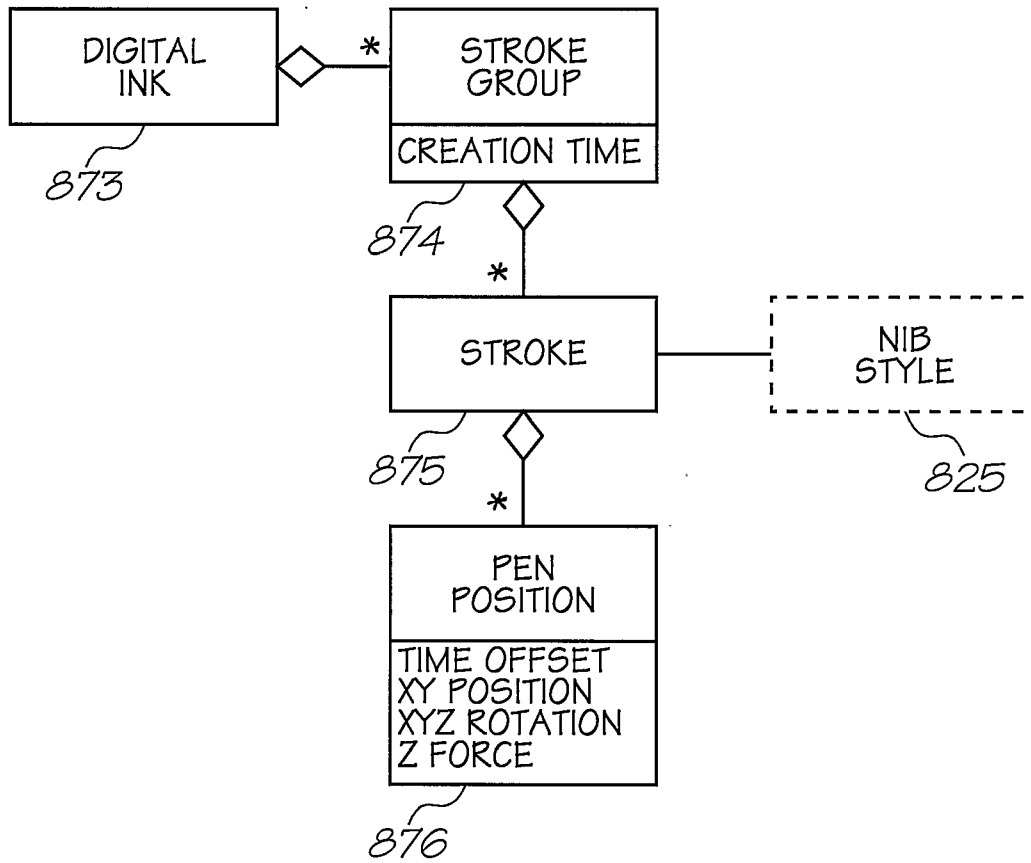 DIGITAL
INK
*
STROKE
GROUP
CREATION TIME
873
874
*
STROKE
NIB
STYLE
875
825
*
PEN
POSITION
TIME OFFSET
XY POSITION
XYZ ROTATION
Z FORCE
876